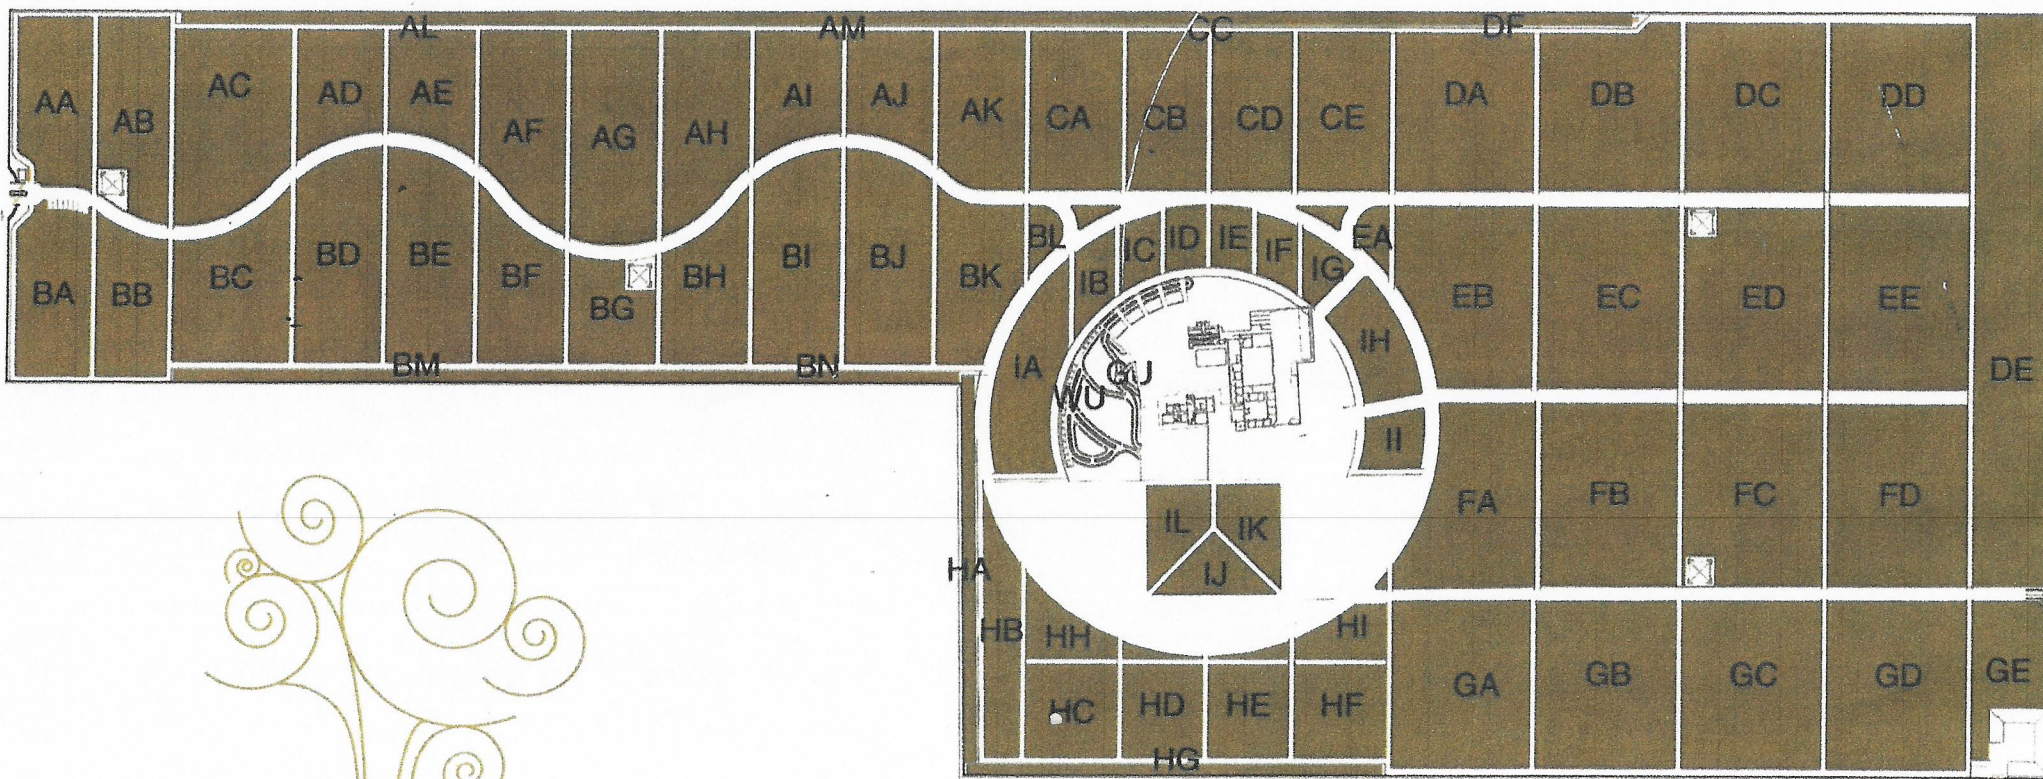 AL AM CC DF
AA AB AC AD AE AF AG AH AI AJ AK CA CB CD CE DA DB DC DD
BA BB BC BD BE BF BG BH BI BJ BK BL IB IC ID IE IF IG EA EB EC ED EE
BM BN IA WU GJ IH II DE
IL IK IJ FA FB FC FD
HA HB HH HI
HC HD HE HF GA GB GC GD GE
HG